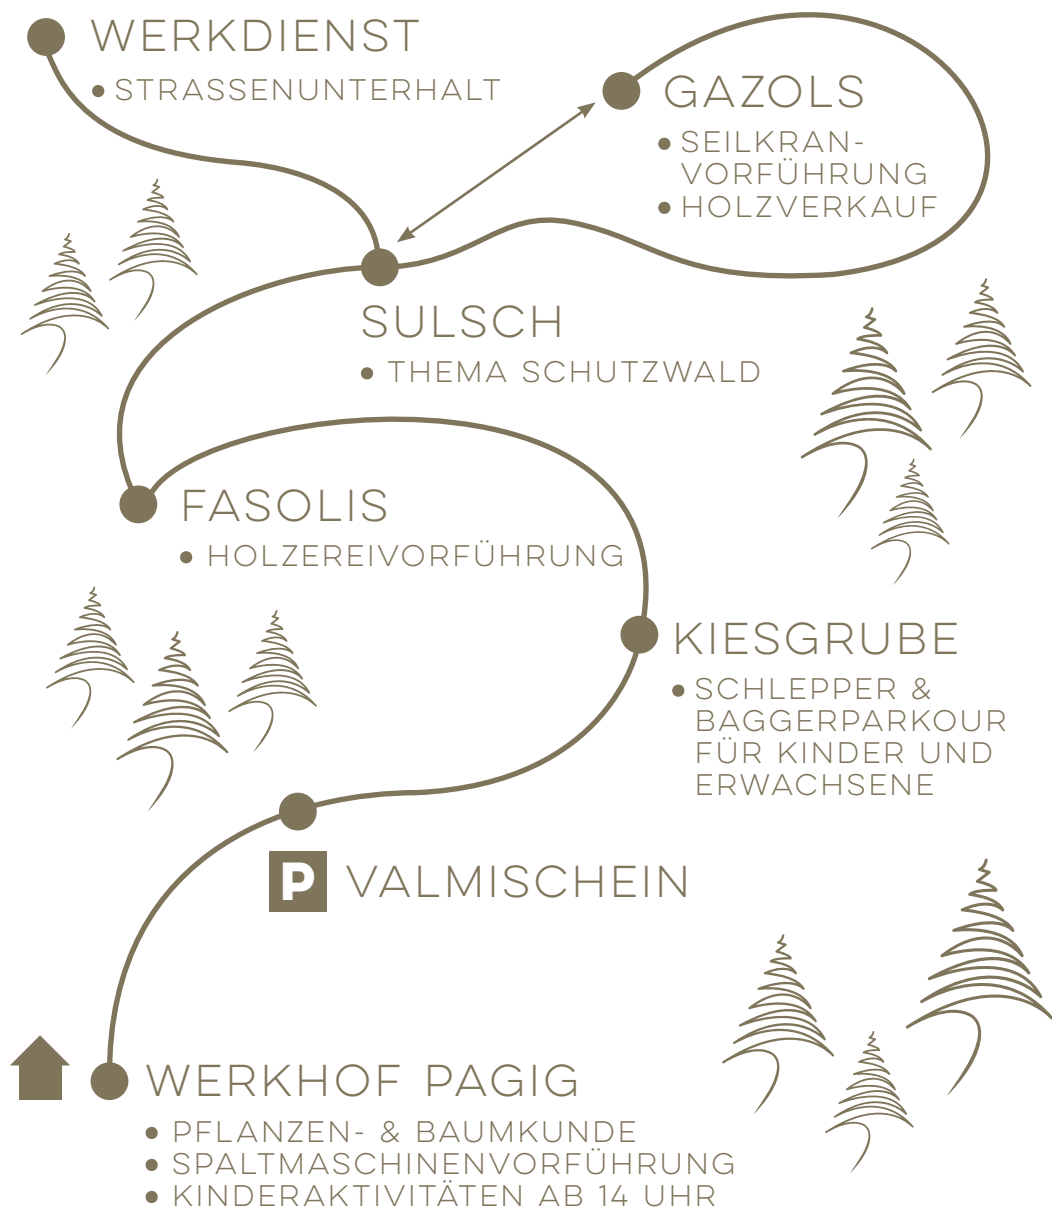 WERKDIENST
• STRASSENUNTERHALT
GAZOLS
• SEILKRAN-
VORFÜHRUNG
• HOLZVERKAUF
SULSCH
• THEMA SCHUTZWALD
FASOLIS
• HOLZEREIVORFÜHRUNG
KIESGRUBE
• SCHLEPPER &
BAGGERPARKOUR
FÜR KINDER UND
ERWACHSENE
P VALMISCHEIN
WERKHOF PAGIG
• PFLANZEN- & BAUMKUNDE
• SPALTMASCHINENVORFÜHRUNG
• KINDERAKTIVITÄTEN AB 14 UHR